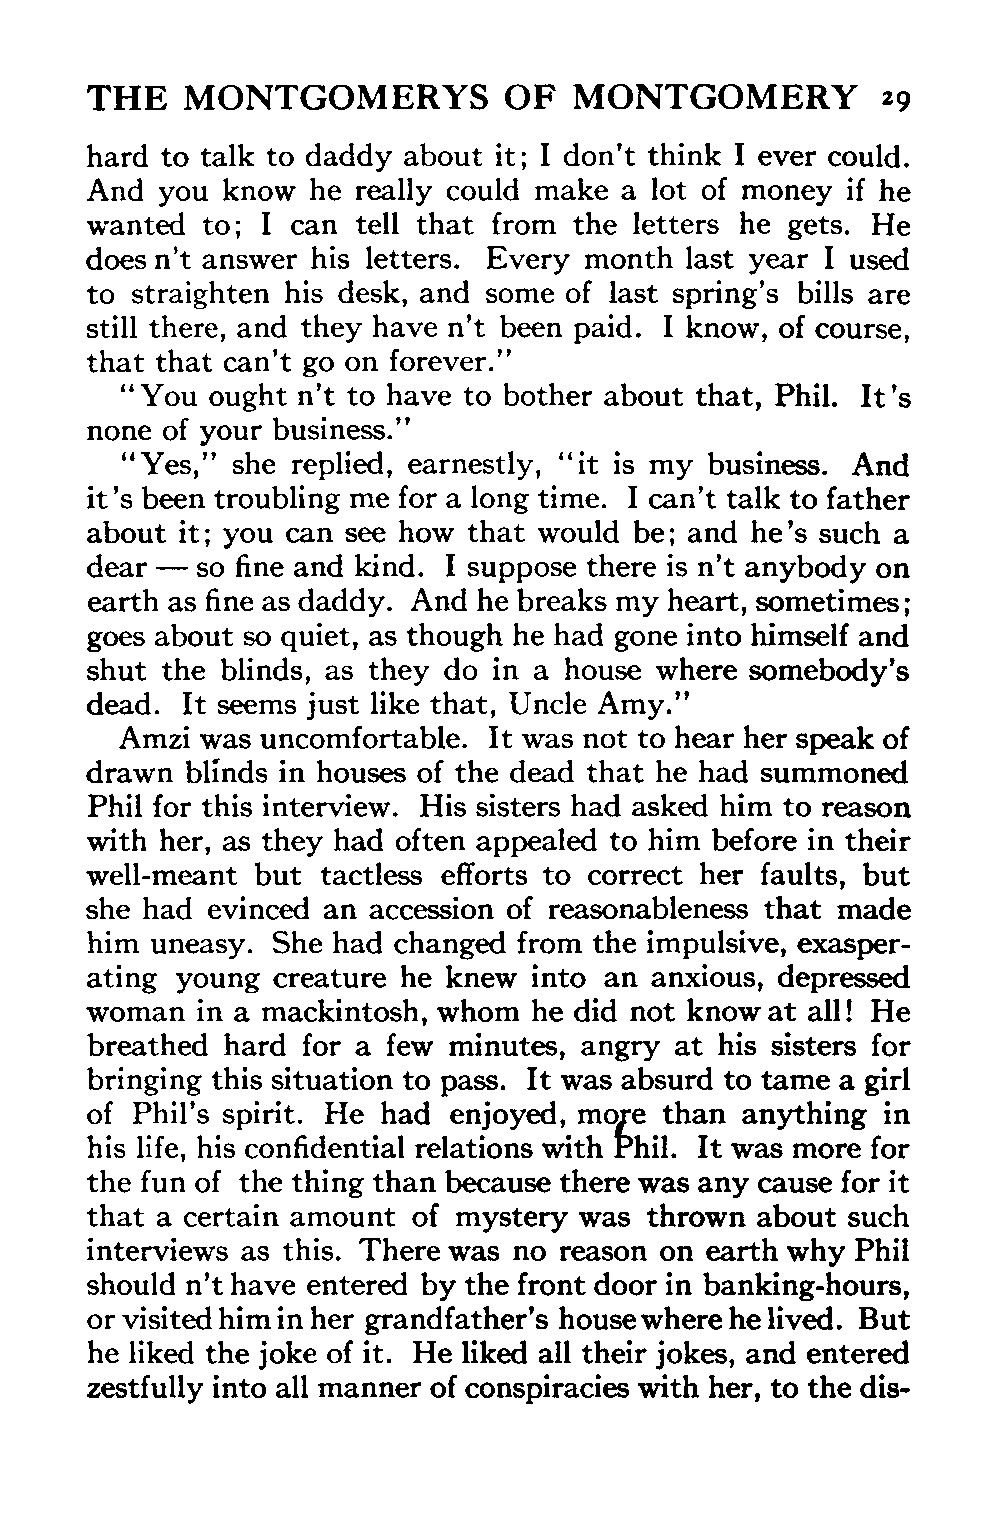 THE MONTGOMERYS OF MONTGOMERY 29
hard to talk to daddy about it; I don't think I ever could.
And you know he really could make a lot of money if he
wanted to; I can tell that from the letters he gets. He
does n't answer his letters. Every month last year I used
to straighten his desk, and some of last spring's bills are
still there, and they have n't been paid. I know, of course,
that that can't go on forever."
"You ought n't to have to bother about that, Phil. It's
none of your business."
"Yes," she replied, earnestly, "it is my business. And
it's been troubling me for a long time. I can't talk to father
about it; you can see how that would be; and he's such a
dear — so fine and kind. I suppose there is n't anybody on
earth as fine as daddy. And he breaks my heart, sometimes;
goes about so quiet, as though he had gone into himself and
shut the blinds, as they do in a house where somebody's
dead. It seems just like that, Uncle Amy."
Amzi was uncomfortable. It was not to hear her speak of
drawn blinds in houses of the dead that he had summoned
Phil for this interview. His sisters had asked him to reason
with her, as they had often appealed to him before in their
well-meant but tactless efforts to correct her faults, but
she had evinced an accession of reasonableness that made
him uneasy. She had changed from the impulsive, exasper-
ating young creature he knew into an anxious, depressed
woman in a mackintosh, whom he did not know at all! He
breathed hard for a few minutes, angry at his sisters for
bringing this situation to pass. It was absurd to tame a girl
of Phil's spirit. He had enjoyed, more than anything in
his life, his confidential relations with Phil. It was more for
the fun of the thing than because there was any cause for it
that a certain amount of mystery was thrown about such
interviews as this. There was no reason on earth why Phil
should n't have entered by the front door in banking-hours,
or visited him in her grandfather's house where he lived. But
he liked the joke of it. He liked all their jokes, and entered
zestfully into all manner of conspiracies with her, to the dis-